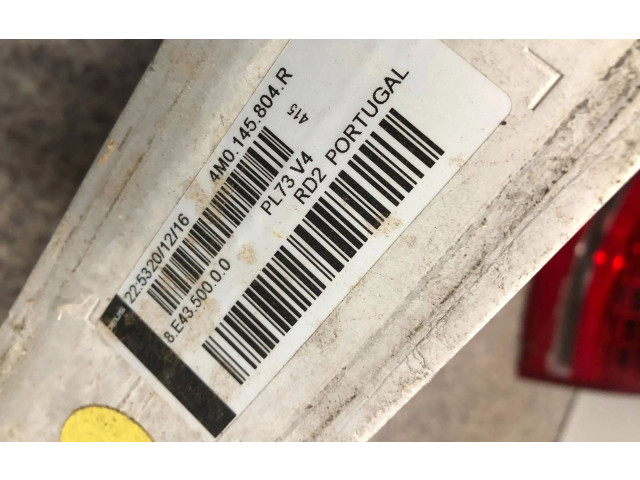 4M0.145.804.R
22:5320/12/16
415
PL73 V4
8.E43.500.0.0
RD2 PORTUGAL